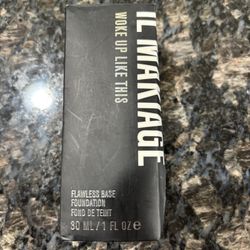 IL MAKIAGE
WOKE UP LIKE THIS
FLAWLESS BASE
FOUNDATION
FOND DE TEINT
30 ML/1 FL OZ℮